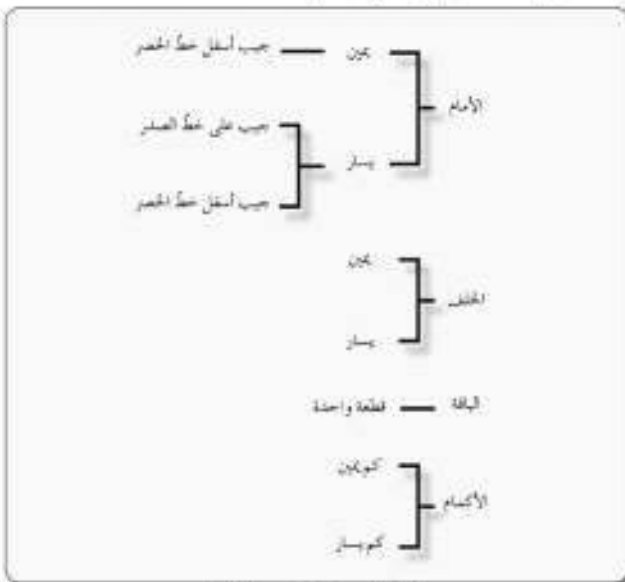 الأمام
يمين
جيب أسفل خط الخصر
يسار
جيب على خطّ الصدر
جيب أسفل خطّ الخصر
الخلف
يمين
يسار
الياقة
قطعة واحدة
الأكمام
كم يمين
كم يسار